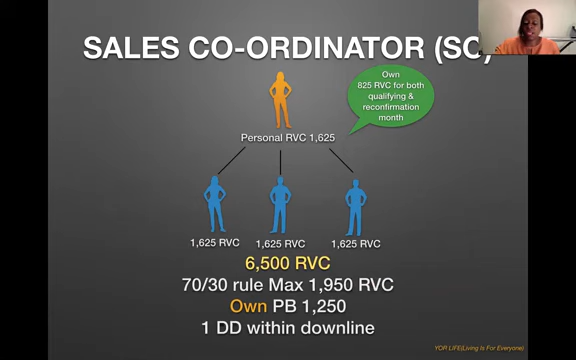 SALES CO-ORDINATOR (SC)
Own
825 RVC for both
qualifying &
reconfirmation
month
Personal RVC 1,625
1,625 RVC
1,625 RVC
1,625 RVC
6,500 RVC
70/30 rule Max 1,950 RVC
Own PB 1,250
1 DD within downline
YOR LIFE(Living Is For Everyone)